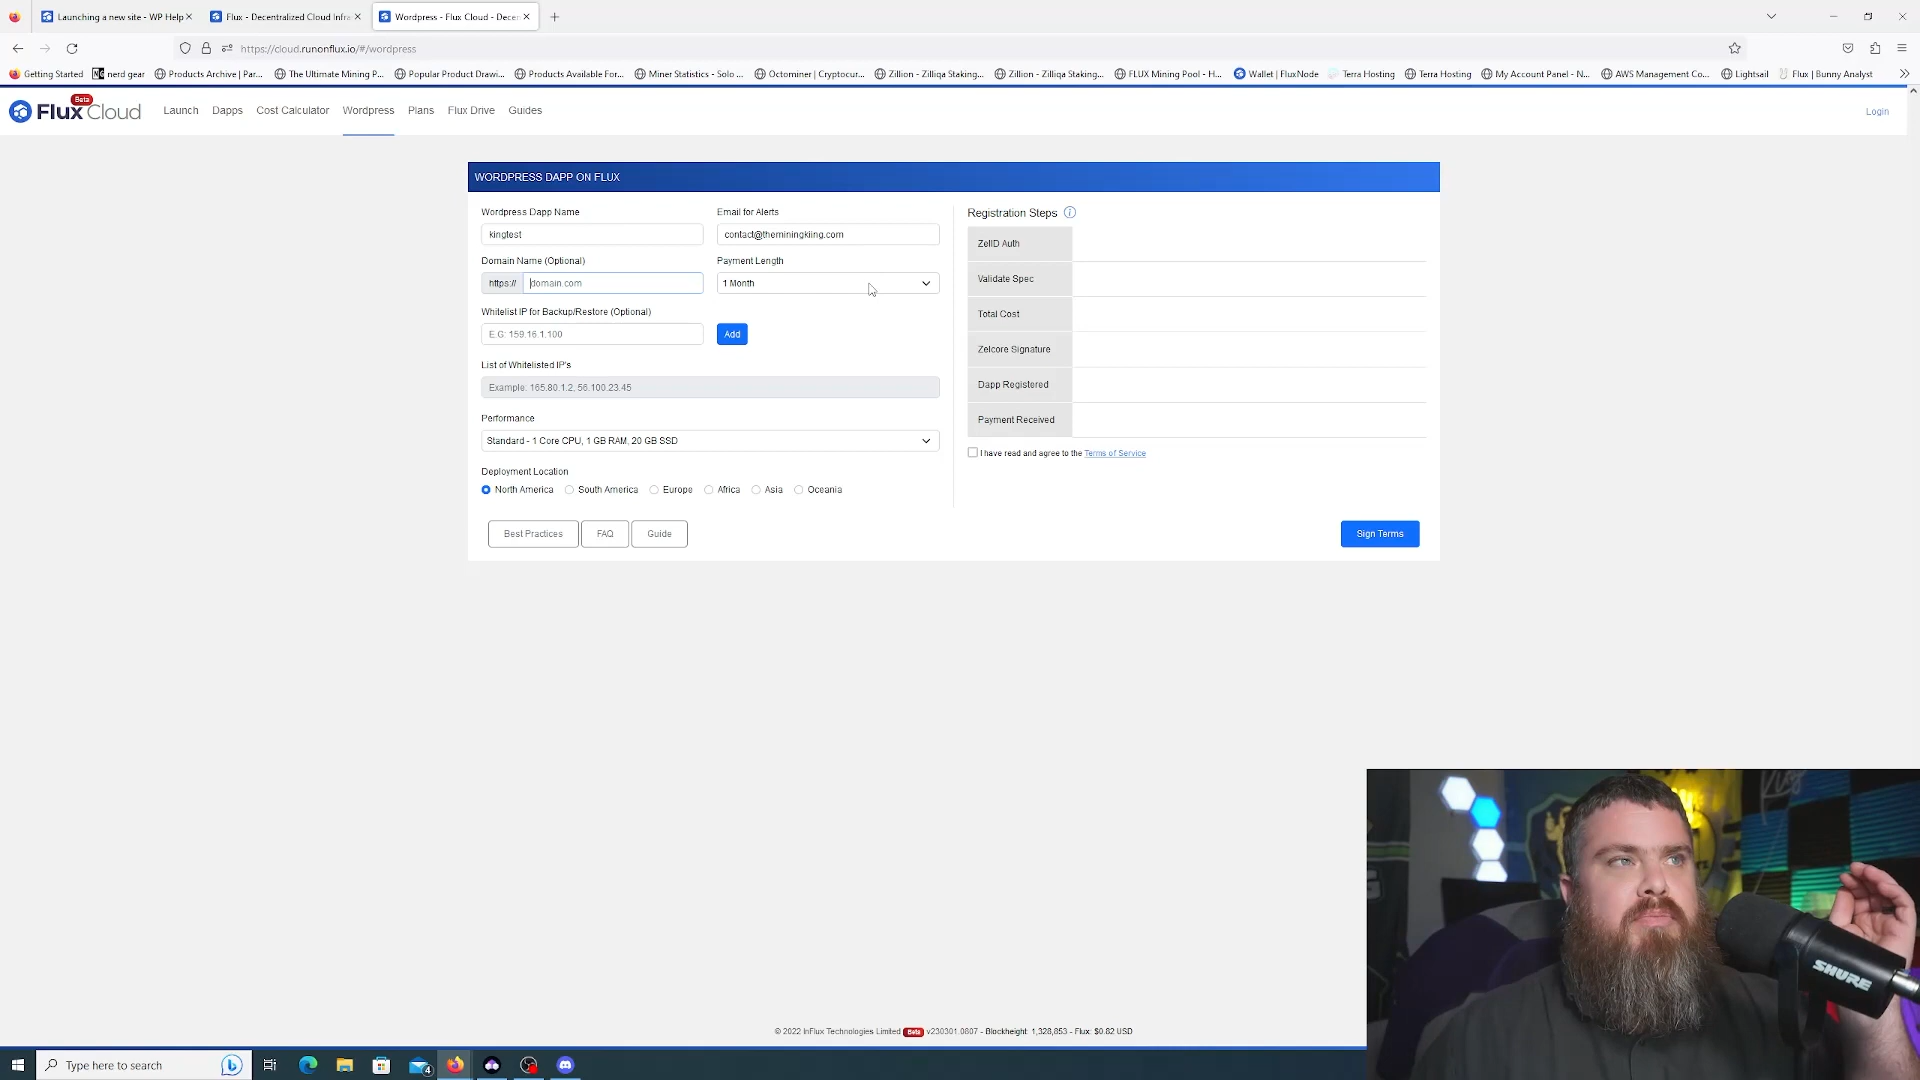 Launching a new site - WP Help
Flux - Decentralized Cloud Infra
Wordpress - Flux Cloud - Decen
https://cloud.runonflux.io/#/wordpress
Getting Started
nerd gear
Products Archive | Par...
The Ultimate Mining P...
Popular Product Drawi...
Products Available For...
Miner Statistics - Solo ...
Octominer | Cryptocur...
Zillion - Zilliqa Staking...
Zillion - Zilliqa Staking...
FLUX Mining Pool - H...
Wallet | FluxNode
Terra Hosting
Terra Hosting
My Account Panel - N...
AWS Management Co...
Lightsail
Flux | Bunny Analyst
Beta
Flux Cloud
Launch
Dapps
Cost Calculator
Wordpress
Plans
Flux Drive
Guides
Login
WORDPRESS DAPP ON FLUX
Wordpress Dapp Name
kingtest
Email for Alerts
contact@theminingkiing.com
Domain Name (Optional)
https://
domain.com
Payment Length
1 Month
Whitelist IP for Backup/Restore (Optional)
E.G: 159.16.1.100
Add
List of Whitelisted IP's
Example: 165.80.1.2, 56.100.23.45
Performance
Standard - 1 Core CPU, 1 GB RAM, 20 GB SSD
Deployment Location
North America
South America
Europe
Africa
Asia
Oceania
Best Practices
FAQ
Guide
Registration Steps
ZelID Auth
Validate Spec
Total Cost
Zelcore Signature
Dapp Registered
Payment Received
I have read and agree to the Terms of Service
Sign Terms
© 2022 InFlux Technologies Limited Beta v230301.0807 - Blockheight: 1,328,853 - Flux: $0.82 USD
Type here to search
4
SHURE